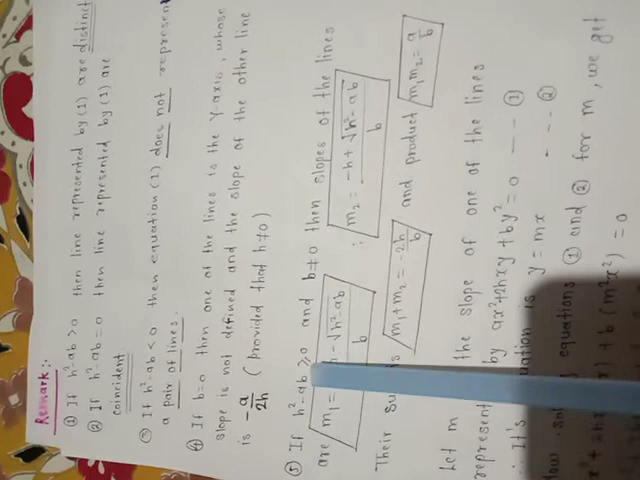 Remark :-
① If h²-ab > 0 then line represented by (1) are distinct
② If h²-ab = 0 then line represented by (1) are
coincident
③ If h²-ab < 0 then equation (1) does not represent
a pair of lines.
④ If b = 0 then one of the lines is the Y-axis, whose
slope is not defined and the slope of the other line
is -a/2h (provided that h ≠ 0)
⑤ If h²-ab ≥ 0 and b ≠ 0 then slopes of the lines
are m₁ = - √h²-ab / b ; m₂ = -h+√h²-ab / b
Their m₁+m₂ = -2h/b and product m₁m₂ = a/b
Let m the slope of one of the lines
represent by ax²+2hxy+by² = 0 --- ①
It's is y = mx --- ②
equations ① and ② for m, we get
+ b(m²x²) = 0